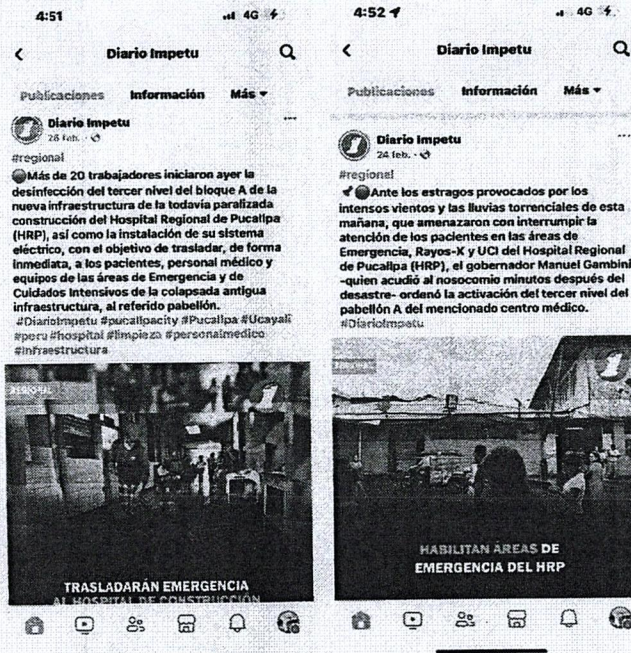 4:51
4G
Diario Impetu
Publicaciones Información Más
Diario Impetu
26 feb.
#regional
Más de 20 trabajadores iniciaron ayer la
desinfección del tercer nivel del bloque A de la
nueva infraestructura de la todavía paralizada
construcción del Hospital Regional de Pucallpa
(HRP), así como la instalación de su sistema
eléctrico, con el objetivo de trasladar, de forma
inmediata, a los pacientes, personal médico y
equipos de las áreas de Emergencia y de
Cuidados Intensivos de la colapsada antigua
infraestructura, al referido pabellón.
#DiarioImpetu #pucallpacity #Pucallpa #Ucayali
#peru #hospital #limpieza #personalmedico
#infraestructura
REGIONAL
TRASLADARÁN EMERGENCIA
AL HOSPITAL DE CONSTRUCCIÓN
4:52
4G
Diario Impetu
Publicaciones Información Más
Diario Impetu
24 feb.
#regional
Ante los estragos provocados por los
intensos vientos y las lluvias torrenciales de esta
mañana, que amenazaron con interrumpir la
atención de los pacientes en las áreas de
Emergencia, Rayos-X y UCI del Hospital Regional
de Pucallpa (HRP), el gobernador Manuel Gambini
-quien acudió al nosocomio minutos después del
desastre- ordenó la activación del tercer nivel del
pabellón A del mencionado centro médico.
#DiarioImpetu
REGIONAL
HABILITAN ÁREAS DE
EMERGENCIA DEL HRP